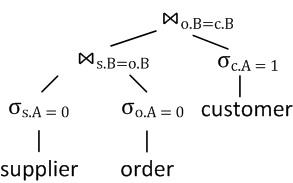 ⋈o.B=c.B
⋈s.B=o.B σc.A = 1
σs.A = 0 σo.A = 0 customer
supplier order